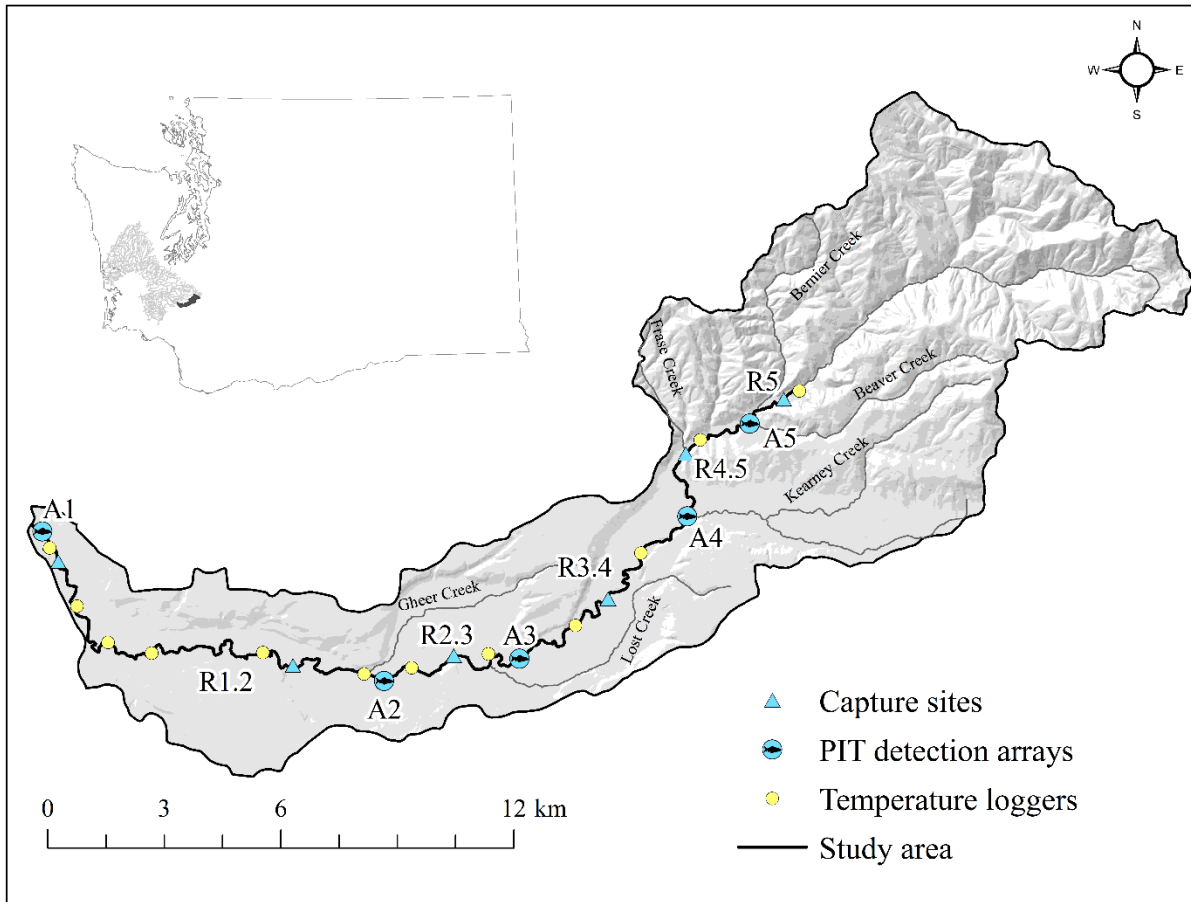 N
W E
S
Bernier Creek
Frase Creek
R5
Beaver Creek
A5
R4.5
Kearney Creek
A1
A4
R3.4
Gheer Creek
R2.3
A3
Lost Creek
R1.2
A2
Capture sites
PIT detection arrays
Temperature loggers
Study area
0 3 6 12 km